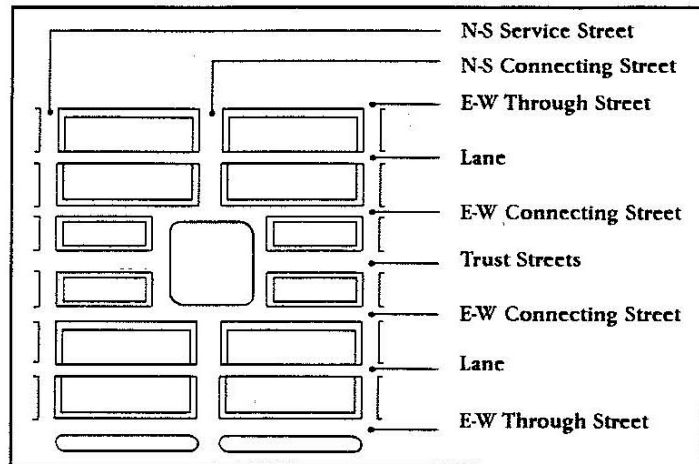 N-S Service Street
N-S Connecting Street
E-W Through Street
Lane
E-W Connecting Street
Trust Streets
E-W Connecting Street
Lane
E-W Through Street